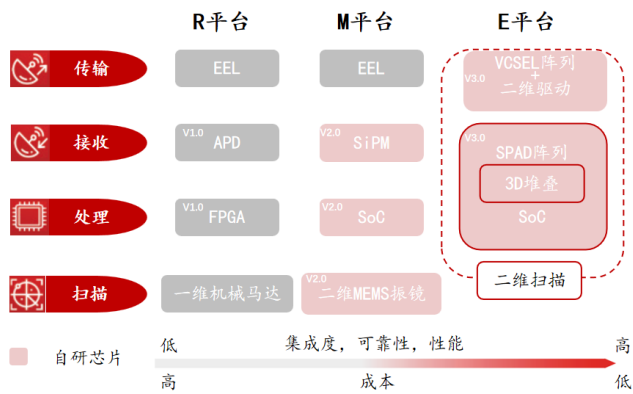 R平台 M平台 E平台
传输 EEL EEL V3.0 VCSEL阵列
+
二维驱动
接收 V1.0 APD V2.0 SiPM V3.0 SPAD阵列
3D堆叠
处理 V1.0 FPGA V2.0 SoC SoC
扫描 一维机械马达 V2.0 二维MEMS振镜 二维扫描
自研芯片
低 集成度，可靠性，性能 高
高 成本 低